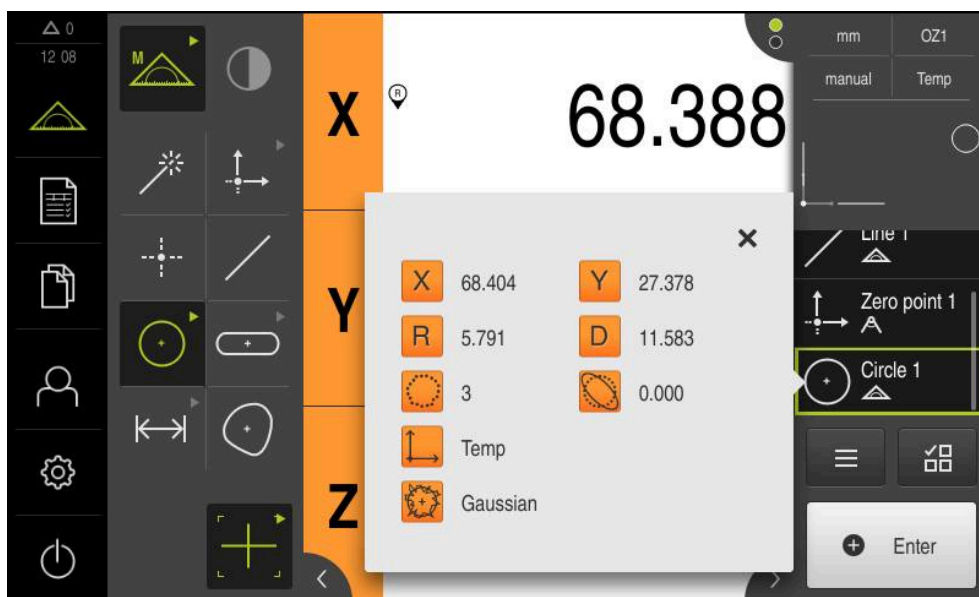 0
12 08
M
X
R
68.388
Y
Z
mm
OZ1
manual
Temp
X
68.404
Y
27.378
R
5.791
D
11.583
3
0.000
Temp
Gaussian
Line 1
Zero point 1
Circle 1
Enter